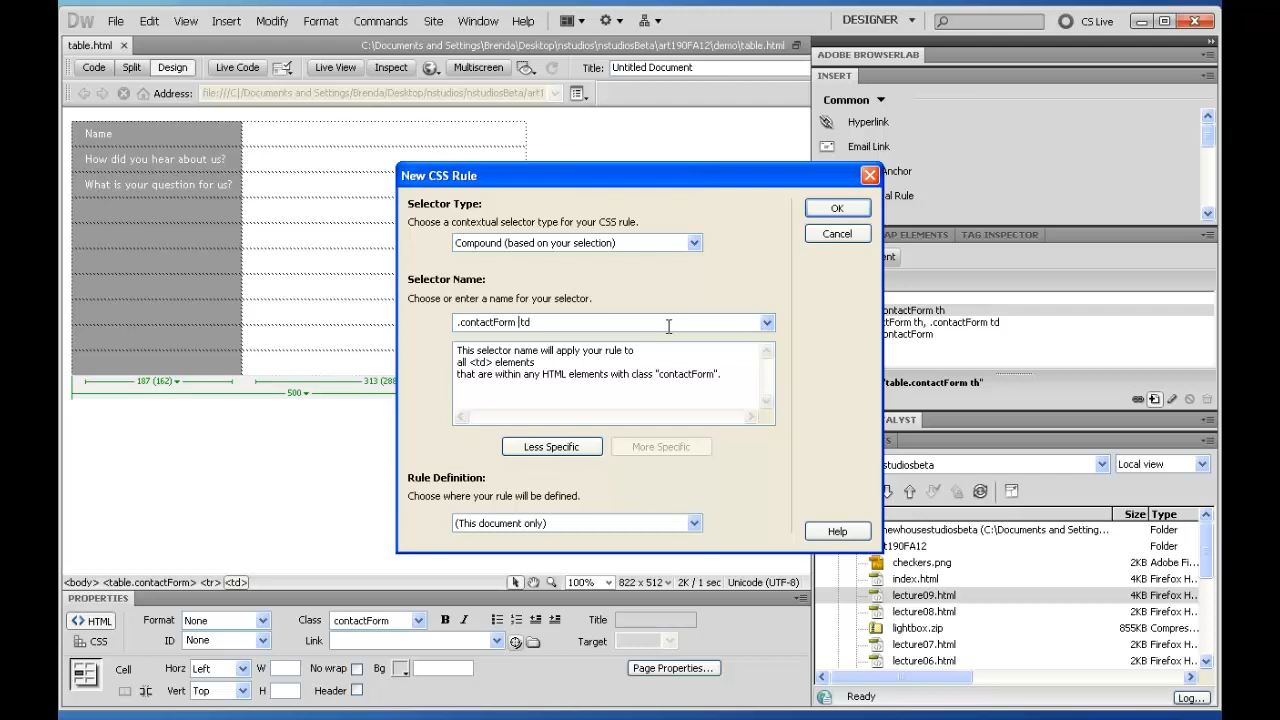 Dw File Edit View Insert Modify Format Commands Site Window Help DESIGNER CS Live
table.html C:\Documents and Settings\Brenda\Desktop\nstudios\nstudiosBeta\art190FA12\demo\table.html
Code Split Design Live Code Live View Inspect Multiscreen Title: Untitled Document
Address: file:///C|/Documents and Settings/Brenda/Desktop/nstudios/nstudiosBeta/art1
ADOBE BROWSERLAB
INSERT
Common
Hyperlink
Email Link
Anchor
al Rule
AP ELEMENTS TAG INSPECTOR
ent
contactForm th
ctForm th, .contactForm td
contactForm
"table.contactForm th"
Name
How did you hear about us?
What is your question for us?
187 (162) 313 (288
500
New CSS Rule
Selector Type:
Choose a contextual selector type for your CSS rule.
Compound (based on your selection)
Selector Name:
Choose or enter a name for your selector.
.contactForm td
This selector name will apply your rule to
all <td> elements
that are within any HTML elements with class "contactForm".
Less Specific More Specific
Rule Definition:
Choose where your rule will be defined.
(This document only)
OK
Cancel
Help
ATALYST
S
studiosbeta Local view
Size Type
newhousestudiosbeta (C:\Documents and Setting... Folder
t190FA12 Folder
checkers.png 2KB Adobe Fi...
index.html 4KB Firefox H...
lecture09.html 4KB Firefox H...
lecture08.html 2KB Firefox H...
lightbox.zip 855KB Compres...
lecture07.html 2KB Firefox H...
lecture06.html 2KB Firefox H...
Ready Log...
<body> <table.contactForm> <tr> <td> 100% 822 x 512 2K / 1 sec Unicode (UTF-8)
PROPERTIES
<> HTML Format None Class contactForm B I Title
CSS ID None Link Target
Cell Horz Left W No wrap Bg Page Properties...
Vert Top H Header